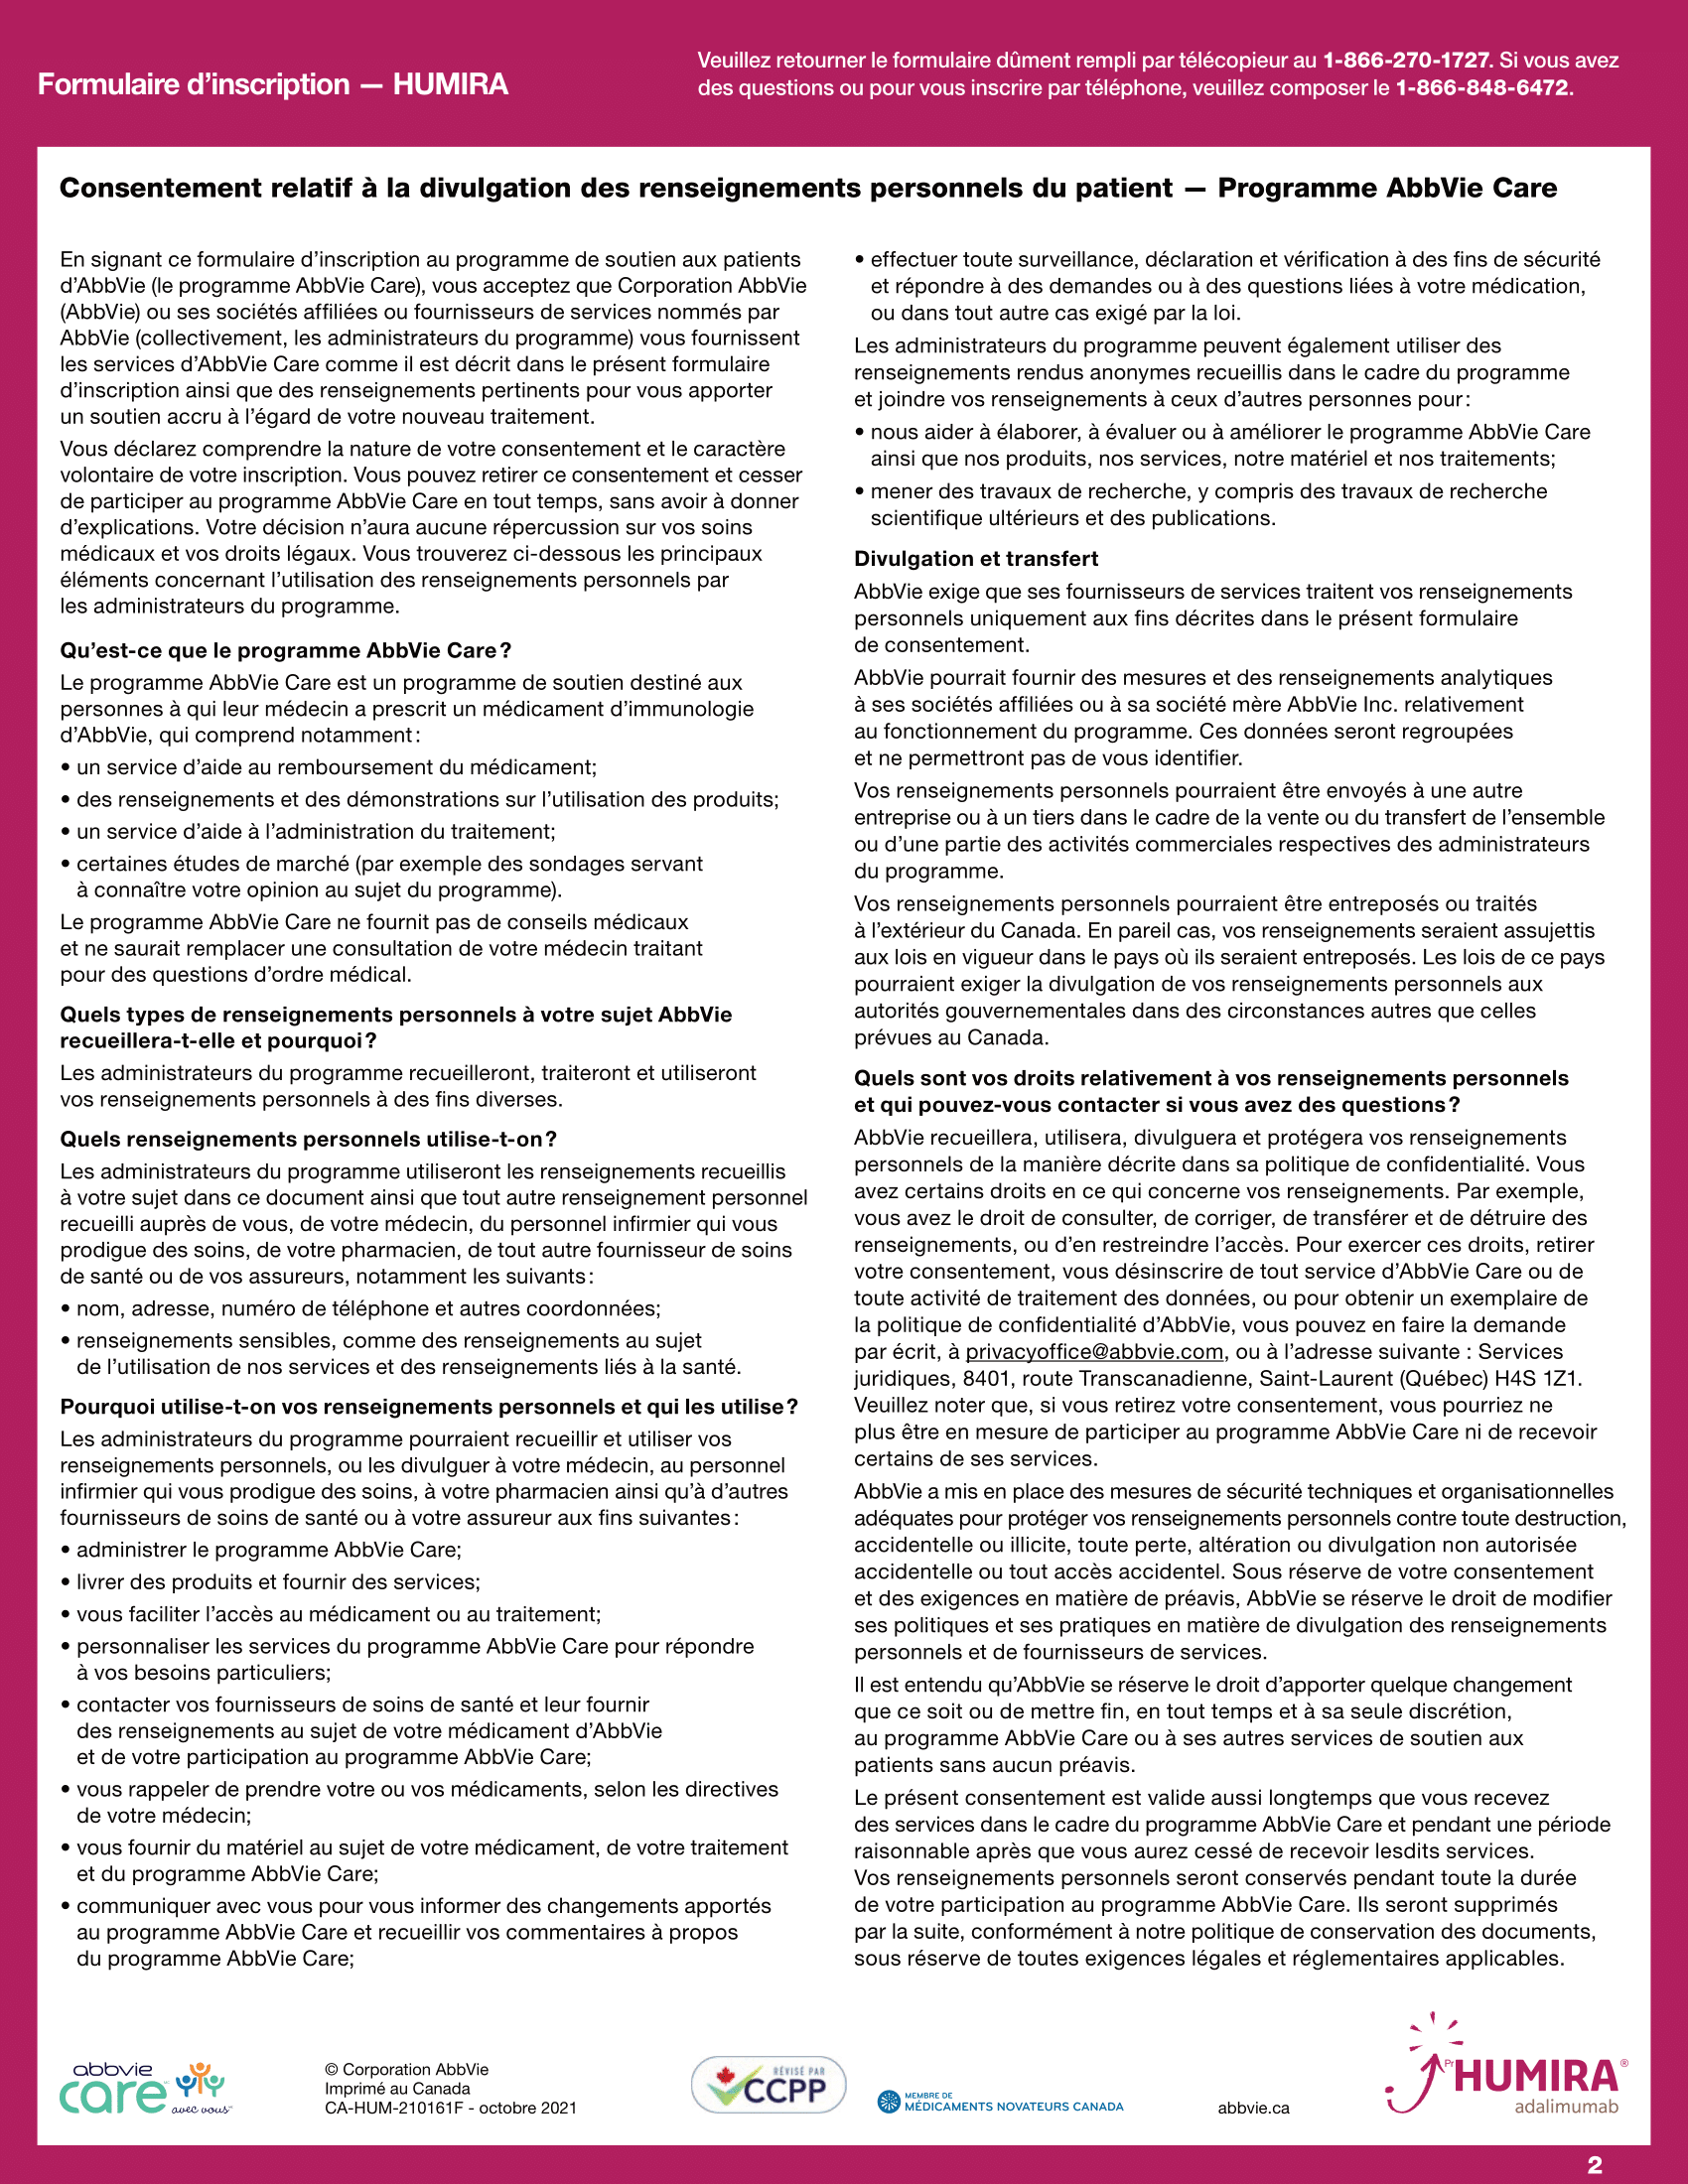 Formulaire d’inscription — HUMIRA
Veuillez retourner le formulaire dûment rempli par télécopieur au 1-866-270-1727. Si vous avez
des questions ou pour vous inscrire par téléphone, veuillez composer le 1-866-848-6472.
Consentement relatif à la divulgation des renseignements personnels du patient — Programme AbbVie Care
En signant ce formulaire d’inscription au programme de soutien aux patients
d’AbbVie (le programme AbbVie Care), vous acceptez que Corporation AbbVie
(AbbVie) ou ses sociétés affiliées ou fournisseurs de services nommés par
AbbVie (collectivement, les administrateurs du programme) vous fournissent
les services d’AbbVie Care comme il est décrit dans le présent formulaire
d’inscription ainsi que des renseignements pertinents pour vous apporter
un soutien accru à l’égard de votre nouveau traitement.
Vous déclarez comprendre la nature de votre consentement et le caractère
volontaire de votre inscription. Vous pouvez retirer ce consentement et cesser
de participer au programme AbbVie Care en tout temps, sans avoir à donner
d’explications. Votre décision n’aura aucune répercussion sur vos soins
médicaux et vos droits légaux. Vous trouverez ci-dessous les principaux
éléments concernant l’utilisation des renseignements personnels par
les administrateurs du programme.
Qu’est-ce que le programme AbbVie Care ?
Le programme AbbVie Care est un programme de soutien destiné aux
personnes à qui leur médecin a prescrit un médicament d’immunologie
d’AbbVie, qui comprend notamment :
• un service d’aide au remboursement du médicament;
• des renseignements et des démonstrations sur l’utilisation des produits;
• un service d’aide à l’administration du traitement;
• certaines études de marché (par exemple des sondages servant
à connaître votre opinion au sujet du programme).
Le programme AbbVie Care ne fournit pas de conseils médicaux
et ne saurait remplacer une consultation de votre médecin traitant
pour des questions d’ordre médical.
Quels types de renseignements personnels à votre sujet AbbVie
recueillera-t-elle et pourquoi ?
Les administrateurs du programme recueilleront, traiteront et utiliseront
vos renseignements personnels à des fins diverses.
Quels renseignements personnels utilise-t-on ?
Les administrateurs du programme utiliseront les renseignements recueillis
à votre sujet dans ce document ainsi que tout autre renseignement personnel
recueilli auprès de vous, de votre médecin, du personnel infirmier qui vous
prodigue des soins, de votre pharmacien, de tout autre fournisseur de soins
de santé ou de vos assureurs, notamment les suivants :
• nom, adresse, numéro de téléphone et autres coordonnées;
• renseignements sensibles, comme des renseignements au sujet
de l’utilisation de nos services et des renseignements liés à la santé.
Pourquoi utilise-t-on vos renseignements personnels et qui les utilise ?
Les administrateurs du programme pourraient recueillir et utiliser vos
renseignements personnels, ou les divulguer à votre médecin, au personnel
infirmier qui vous prodigue des soins, à votre pharmacien ainsi qu’à d’autres
fournisseurs de soins de santé ou à votre assureur aux fins suivantes :
• administrer le programme AbbVie Care;
• livrer des produits et fournir des services;
• vous faciliter l’accès au médicament ou au traitement;
• personnaliser les services du programme AbbVie Care pour répondre
à vos besoins particuliers;
• contacter vos fournisseurs de soins de santé et leur fournir
des renseignements au sujet de votre médicament d’AbbVie
et de votre participation au programme AbbVie Care;
• vous rappeler de prendre votre ou vos médicaments, selon les directives
de votre médecin;
• vous fournir du matériel au sujet de votre médicament, de votre traitement
et du programme AbbVie Care;
• communiquer avec vous pour vous informer des changements apportés
au programme AbbVie Care et recueillir vos commentaires à propos
du programme AbbVie Care;
• effectuer toute surveillance, déclaration et vérification à des fins de sécurité
et répondre à des demandes ou à des questions liées à votre médication,
ou dans tout autre cas exigé par la loi.
Les administrateurs du programme peuvent également utiliser des
renseignements rendus anonymes recueillis dans le cadre du programme
et joindre vos renseignements à ceux d’autres personnes pour :
• nous aider à élaborer, à évaluer ou à améliorer le programme AbbVie Care
ainsi que nos produits, nos services, notre matériel et nos traitements;
• mener des travaux de recherche, y compris des travaux de recherche
scientifique ultérieurs et des publications.
Divulgation et transfert
AbbVie exige que ses fournisseurs de services traitent vos renseignements
personnels uniquement aux fins décrites dans le présent formulaire
de consentement.
AbbVie pourrait fournir des mesures et des renseignements analytiques
à ses sociétés affiliées ou à sa société mère AbbVie Inc. relativement
au fonctionnement du programme. Ces données seront regroupées
et ne permettront pas de vous identifier.
Vos renseignements personnels pourraient être envoyés à une autre
entreprise ou à un tiers dans le cadre de la vente ou du transfert de l’ensemble
ou d’une partie des activités commerciales respectives des administrateurs
du programme.
Vos renseignements personnels pourraient être entreposés ou traités
à l’extérieur du Canada. En pareil cas, vos renseignements seraient assujettis
aux lois en vigueur dans le pays où ils seraient entreposés. Les lois de ce pays
pourraient exiger la divulgation de vos renseignements personnels aux
autorités gouvernementales dans des circonstances autres que celles
prévues au Canada.
Quels sont vos droits relativement à vos renseignements personnels
et qui pouvez-vous contacter si vous avez des questions ?
AbbVie recueillera, utilisera, divulguera et protégera vos renseignements
personnels de la manière décrite dans sa politique de confidentialité. Vous
avez certains droits en ce qui concerne vos renseignements. Par exemple,
vous avez le droit de consulter, de corriger, de transférer et de détruire des
renseignements, ou d’en restreindre l’accès. Pour exercer ces droits, retirer
votre consentement, vous désinscrire de tout service d’AbbVie Care ou de
toute activité de traitement des données, ou pour obtenir un exemplaire de
la politique de confidentialité d’AbbVie, vous pouvez en faire la demande
par écrit, à privacyoffice@abbvie.com, ou à l’adresse suivante : Services
juridiques, 8401, route Transcanadienne, Saint-Laurent (Québec) H4S 1Z1.
Veuillez noter que, si vous retirez votre consentement, vous pourriez ne
plus être en mesure de participer au programme AbbVie Care ni de recevoir
certains de ses services.
AbbVie a mis en place des mesures de sécurité techniques et organisationnelles
adéquates pour protéger vos renseignements personnels contre toute destruction,
accidentelle ou illicite, toute perte, altération ou divulgation non autorisée
accidentelle ou tout accès accidentel. Sous réserve de votre consentement
et des exigences en matière de préavis, AbbVie se réserve le droit de modifier
ses politiques et ses pratiques en matière de divulgation des renseignements
personnels et de fournisseurs de services.
Il est entendu qu’AbbVie se réserve le droit d’apporter quelque changement
que ce soit ou de mettre fin, en tout temps et à sa seule discrétion,
au programme AbbVie Care ou à ses autres services de soutien aux
patients sans aucun préavis.
Le présent consentement est valide aussi longtemps que vous recevez
des services dans le cadre du programme AbbVie Care et pendant une période
raisonnable après que vous aurez cessé de recevoir lesdits services.
Vos renseignements personnels seront conservés pendant toute la durée
de votre participation au programme AbbVie Care. Ils seront supprimés
par la suite, conformément à notre politique de conservation des documents,
sous réserve de toutes exigences légales et réglementaires applicables.
abbvie
care
avec vous
© Corporation AbbVie
Imprimé au Canada
CA-HUM-210161F - octobre 2021
RÉVISÉ PAR
CCPP
MEMBRE DE
MÉDICAMENTS NOVATEURS CANADA
abbvie.ca
Pr HUMIRA®
adalimumab
2